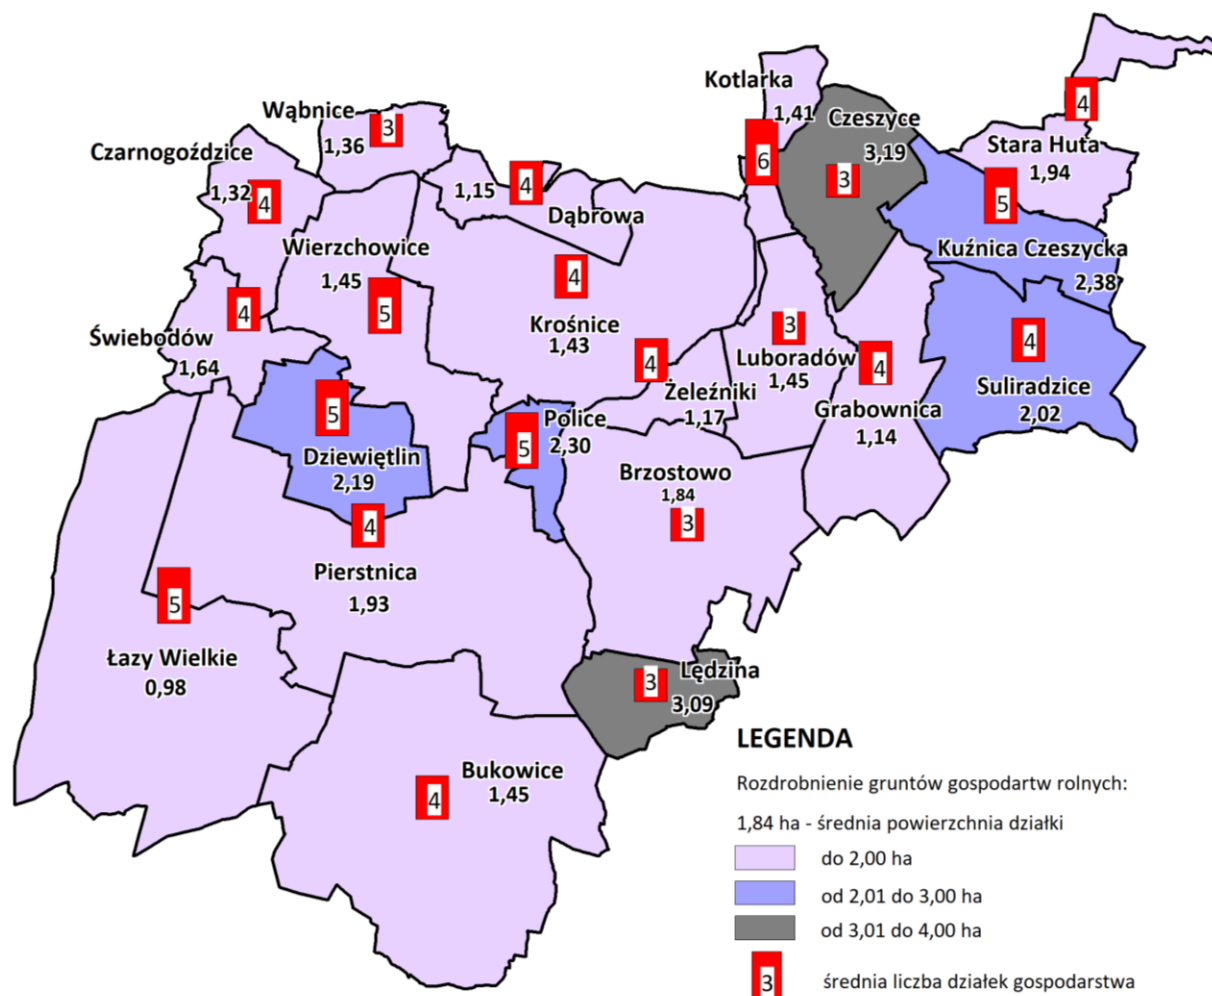 Kotlarka
1,41
6
4
Wąbnice
3
1,36
Czeszyce
3,19
3
Stara Huta
1,94
Czarnogoździce
1,32
4
1,15
4
Dąbrowa
5
Kuźnica Czeszycka
2,38
Wierzchowice
1,45
5
4
Krośnice
1,43
4
Świebodów
1,64
3
Luboradów
1,45
4
4
Suliradzice
2,02
Żeleźniki
1,17
4
Grabownica
1,14
5
Dziewiętlin
2,19
Police
2,30
5
Brzostowo
1,84
3
4
Pierstnica
1,93
5
Łazy Wielkie
0,98
3
Lędzina
3,09
Bukowice
1,45
4
LEGENDA
Rozdrobnienie gruntów gospodartw rolnych:
1,84 ha - średnia powierzchnia działki
do 2,00 ha
od 2,01 do 3,00 ha
od 3,01 do 4,00 ha
3
średnia liczba działek gospodarstwa